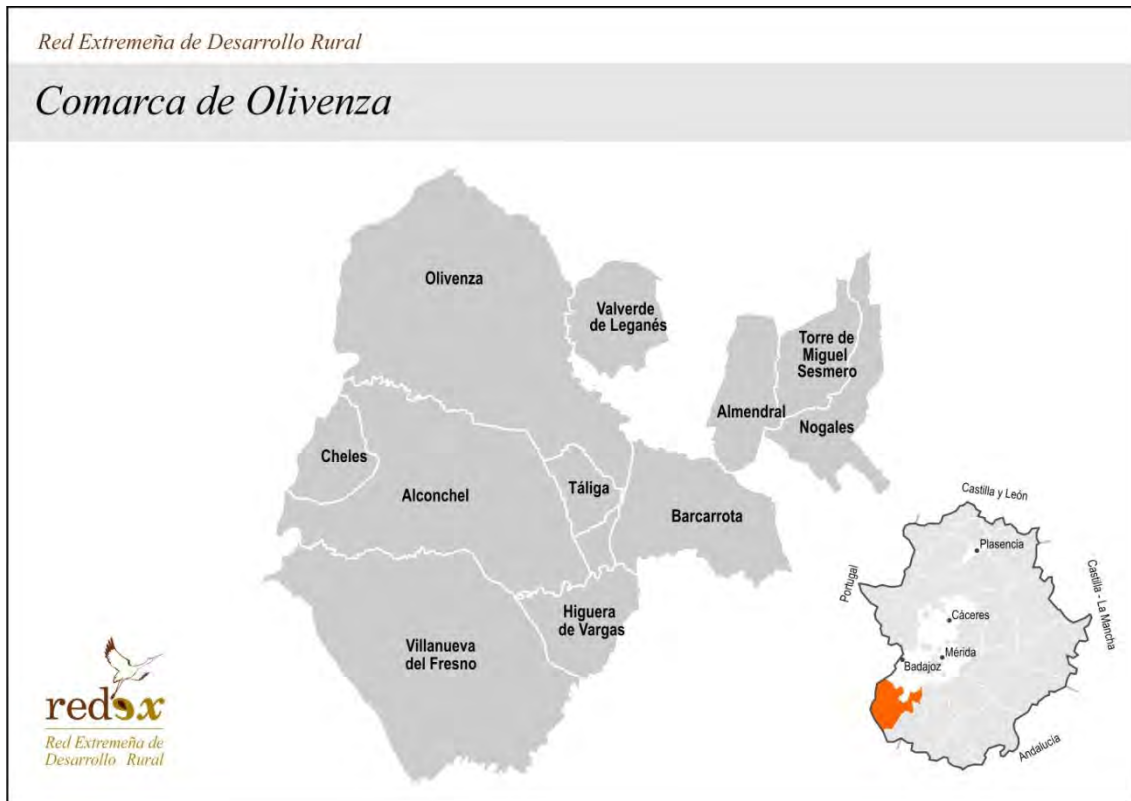 Red Extremeña de Desarrollo Rural
Comarca de Olivenza
Olivenza
Valverde
de Leganés
Torre de
Miguel
Sesmero
Almendral
Nogales
Cheles
Alconchel
Táliga
Barcarrota
Higuera
de Vargas
Villanueva
del Fresno
Castilla y León
Plasencia
Portugal
Castilla - La Mancha
Cáceres
Mérida
Badajoz
Andalucía
redex
Red Extremeña de
Desarrollo Rural